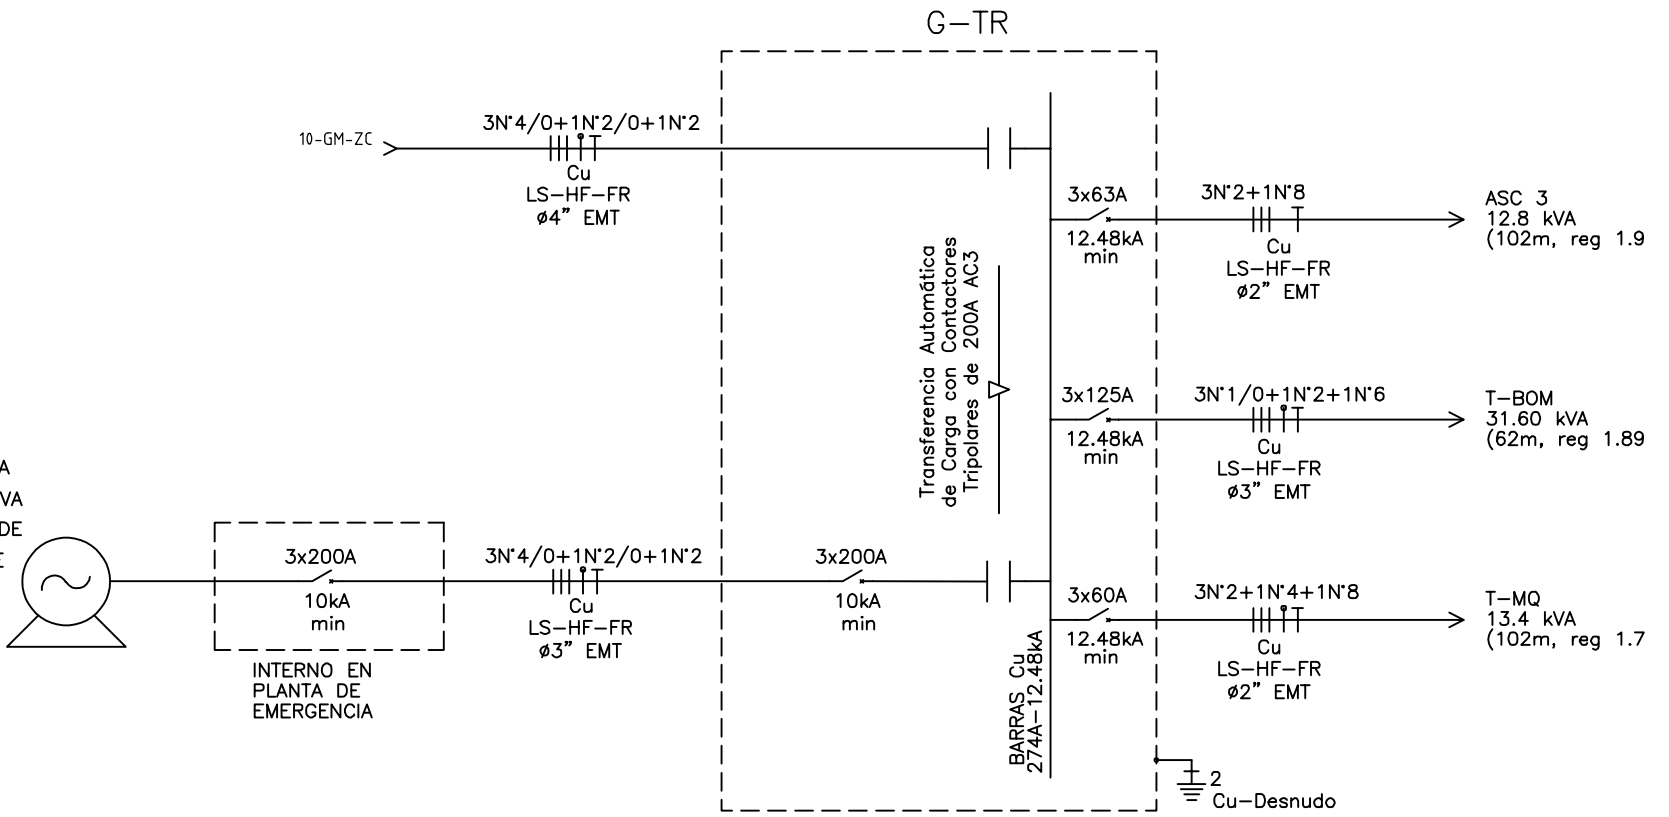 G-TR
10-GM-ZC
3N°4/0+1N°2/0+1N°2
Cu
LS-HF-FR
ø4" EMT
Transferencia Automática
de Carga con Contactores
Tripolares de 200A AC3
3x63A
12.48kA
min
3N°2+1N°8
Cu
LS-HF-FR
ø2" EMT
ASC 3
12.8 kVA
(102m, reg 1.9
3x125A
12.48kA
min
3N°1/0+1N°2+1N°6
Cu
LS-HF-FR
ø3" EMT
T-BOM
31.60 kVA
(62m, reg 1.89
A
VA
DE
E
3x200A
10kA
min
INTERNO EN
PLANTA DE
EMERGENCIA
3N°4/0+1N°2/0+1N°2
Cu
LS-HF-FR
ø3" EMT
3x200A
10kA
min
BARRAS Cu
274A-12.48kA
3x60A
12.48kA
min
3N°2+1N°4+1N°8
Cu
LS-HF-FR
ø2" EMT
T-MQ
13.4 kVA
(102m, reg 1.7
2
Cu-Desnudo